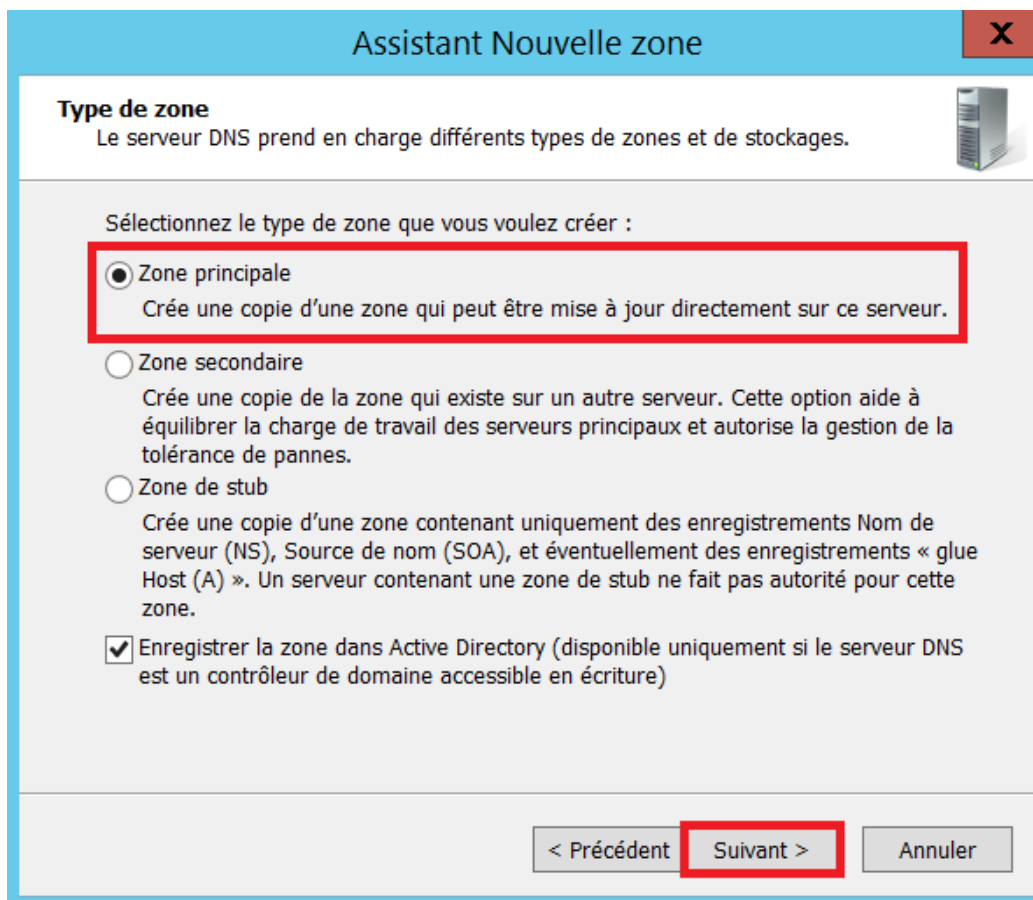 Assistant Nouvelle zone
X
Type de zone
Le serveur DNS prend en charge différents types de zones et de stockages.
Sélectionnez le type de zone que vous voulez créer :
Zone principale
Crée une copie d’une zone qui peut être mise à jour directement sur ce serveur.
Zone secondaire
Crée une copie de la zone qui existe sur un autre serveur. Cette option aide à
équilibrer la charge de travail des serveurs principaux et autorise la gestion de la
tolérance de pannes.
Zone de stub
Crée une copie d’une zone contenant uniquement des enregistrements Nom de
serveur (NS), Source de nom (SOA), et éventuellement des enregistrements « glue
Host (A) ». Un serveur contenant une zone de stub ne fait pas autorité pour cette
zone.
Enregistrer la zone dans Active Directory (disponible uniquement si le serveur DNS
est un contrôleur de domaine accessible en écriture)
< Précédent Suivant > Annuler